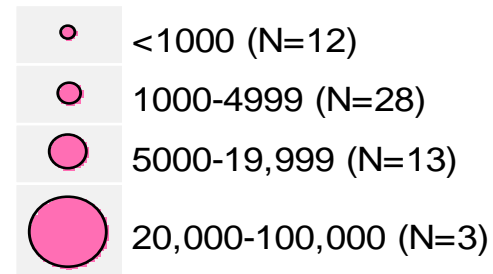 <1000 (N=12)
1000-4999 (N=28)
5000-19,999 (N=13)
20,000-100,000 (N=3)